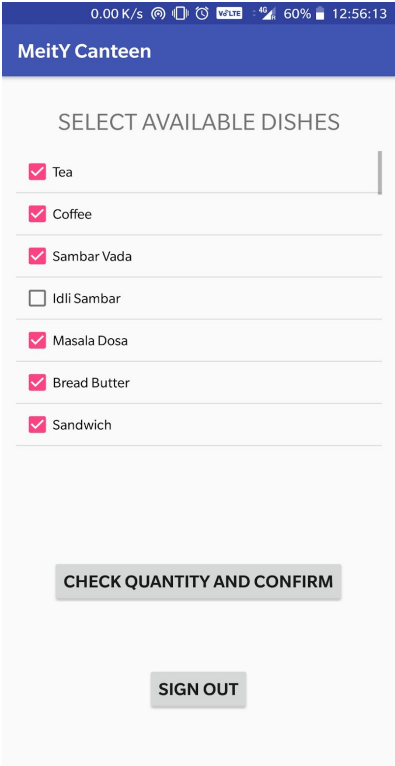 0.00 K/s VoLTE 4G 60% 12:56:13
MeitY Canteen
SELECT AVAILABLE DISHES
Tea
Coffee
Sambar Vada
Idli Sambar
Masala Dosa
Bread Butter
Sandwich
CHECK QUANTITY AND CONFIRM
SIGN OUT